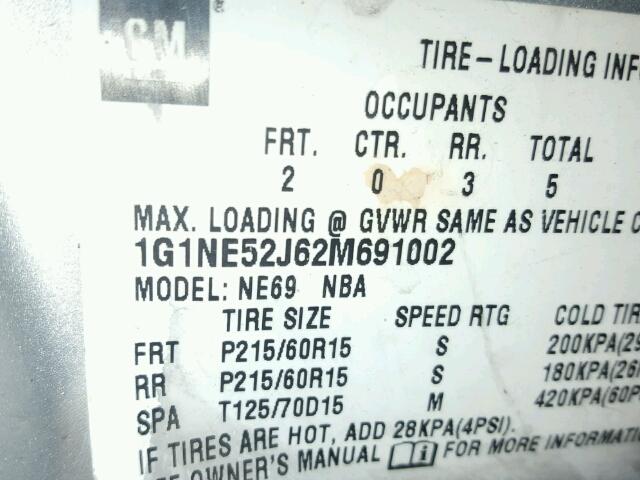 GM
TIRE-LOADING INF
OCCUPANTS
FRT. CTR. RR. TOTAL
2 0 3 5
MAX. LOADING @ GVWR SAME AS VEHICLE C
1G1NE52J62M691002
MODEL: NE69 NBA
TIRE SIZE SPEED RTG COLD TIR
FRT P215/60R15 S 200KPA(29
RR P215/60R15 S 180KPA(26
SPA T125/70D15 M 420KPA(60P
IF TIRES ARE HOT, ADD 28KPA(4PSI).
OWNER'S MANUAL FOR MORE INFORMATION